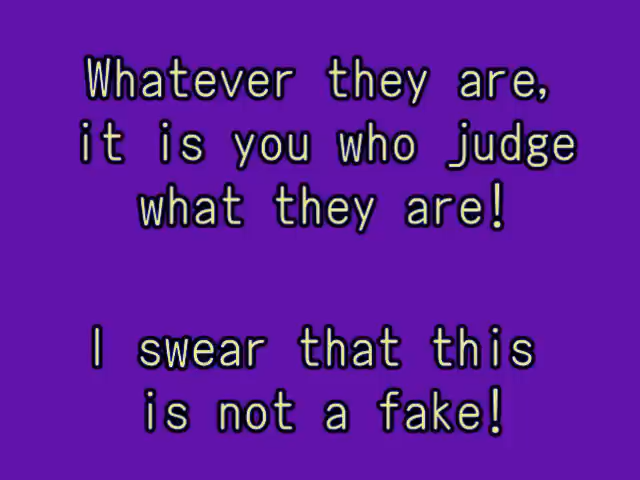 Whatever they are,
it is you who judge
what they are!
I swear that this
is not a fake!